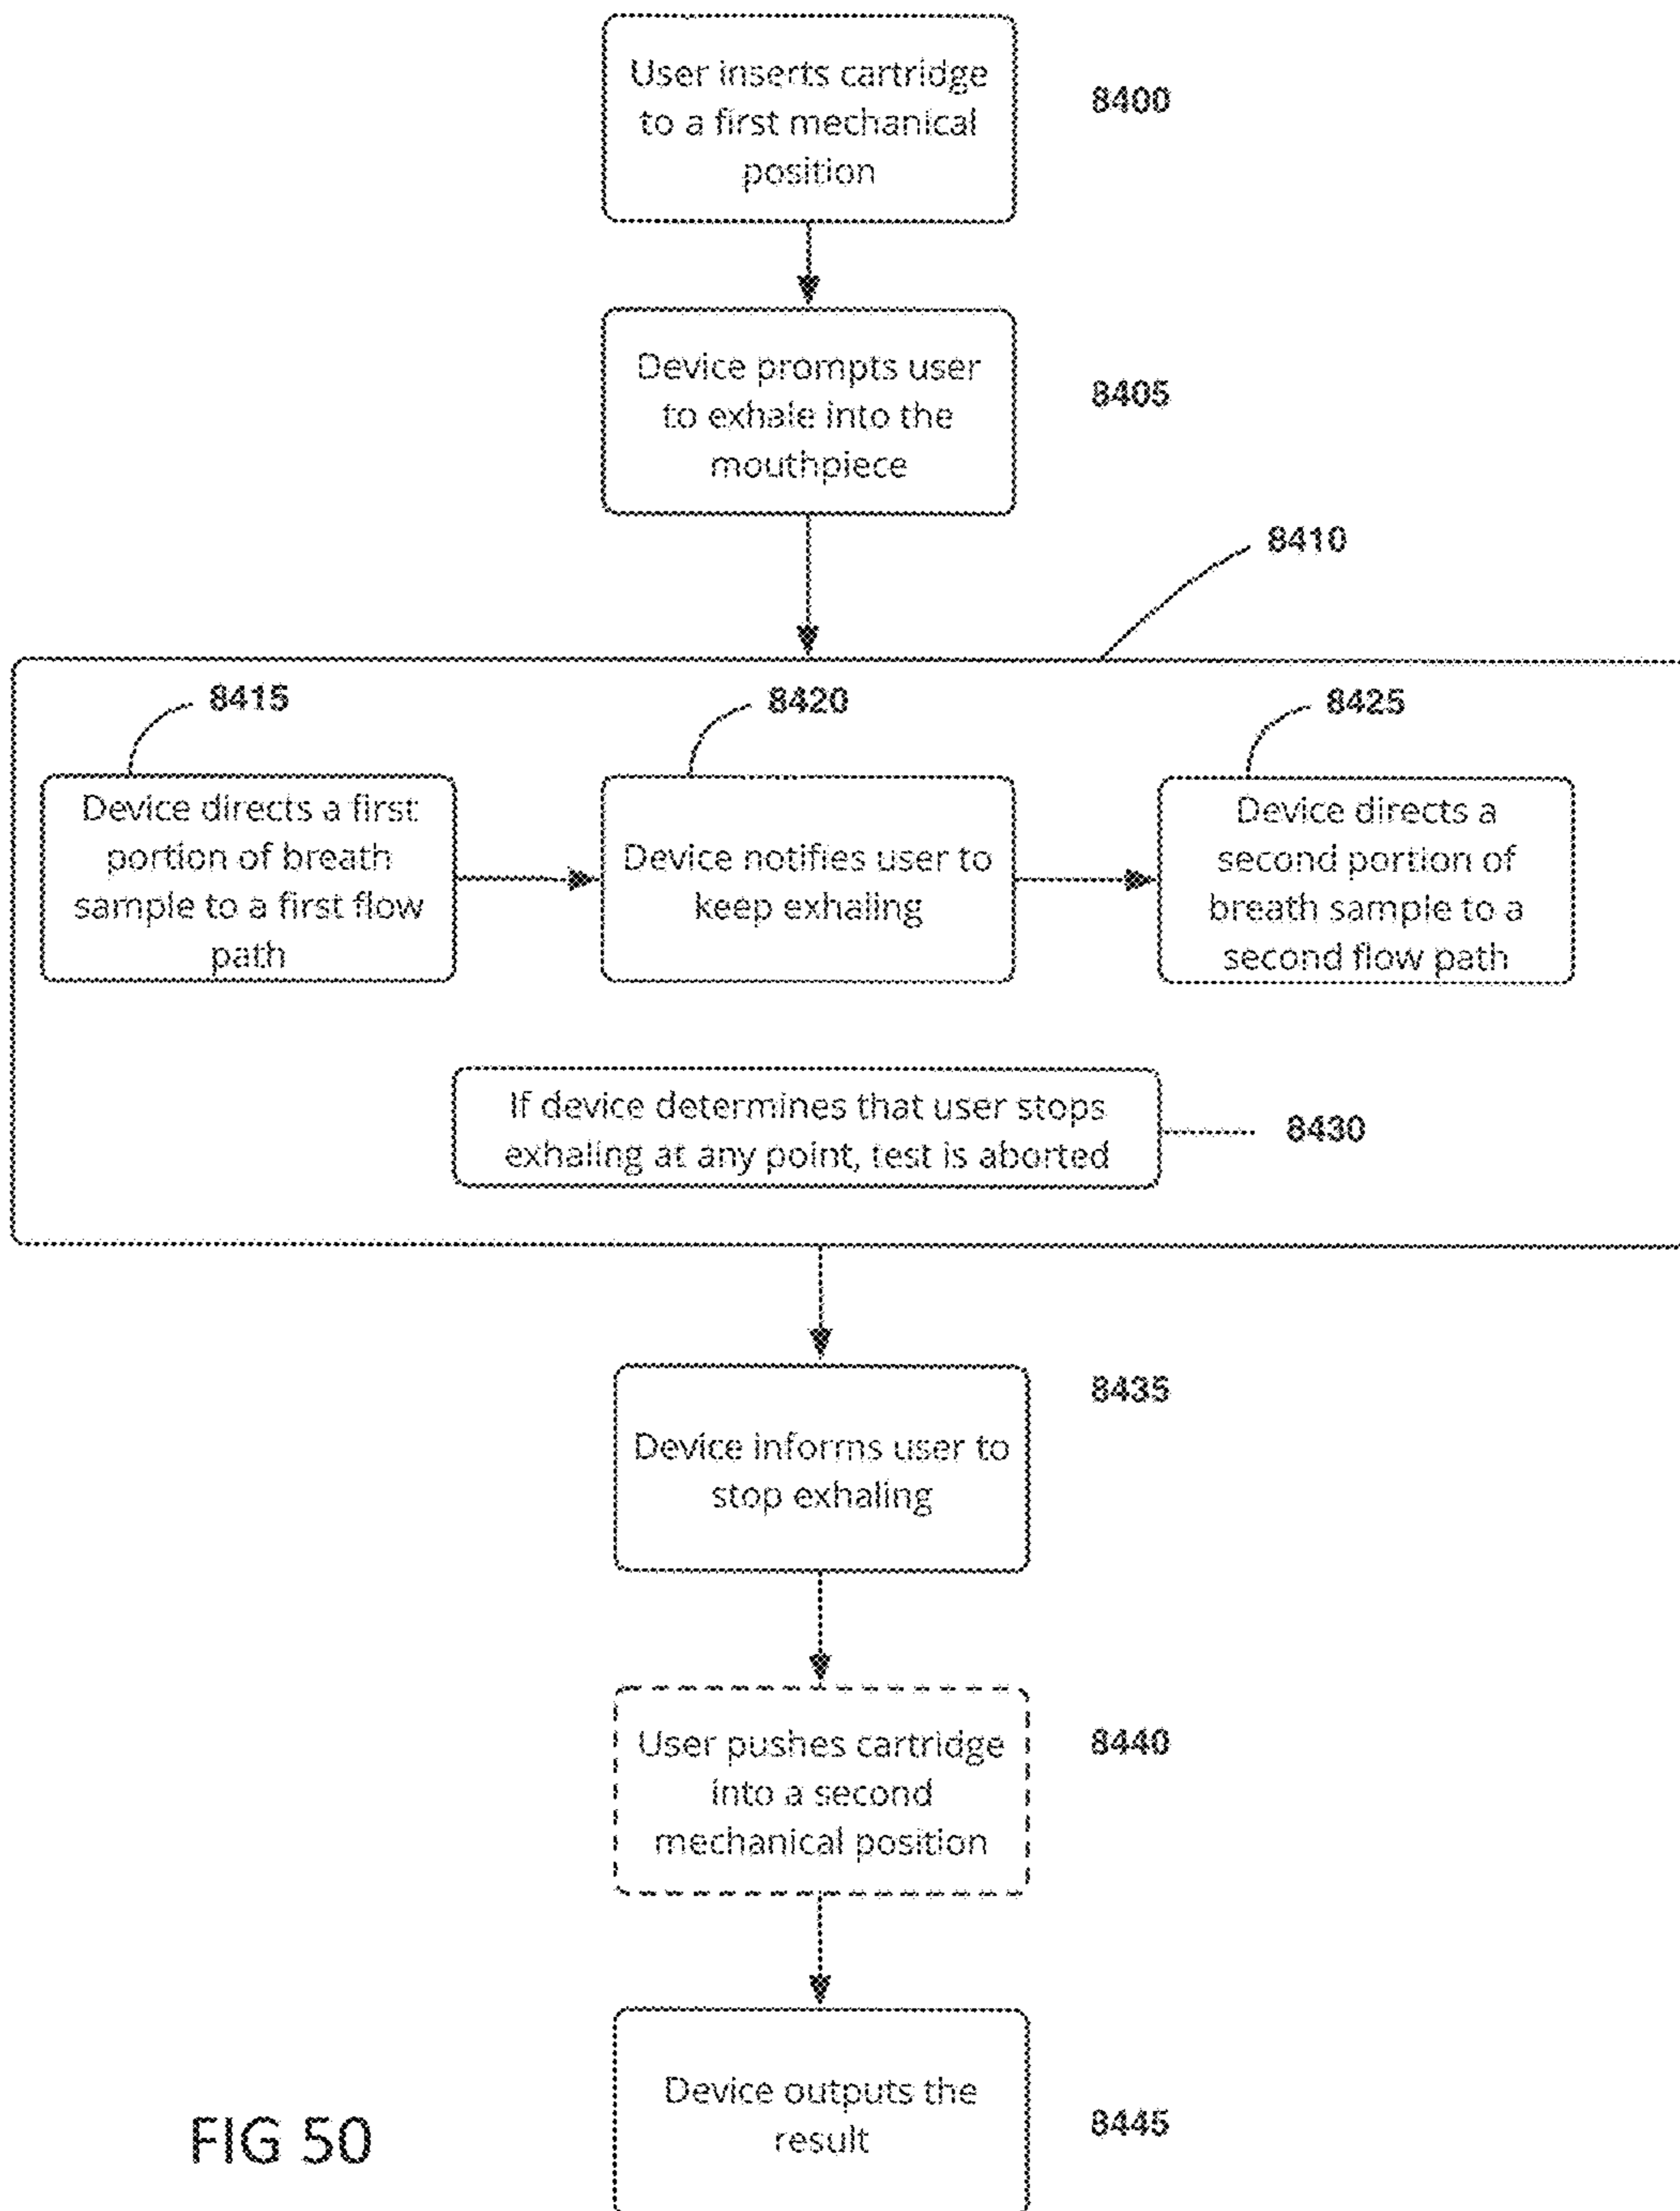 User inserts cartridge
to a first mechanical
position
8400
Device prompts user
to exhale into the
mouthpiece
8405
8410
8415
8420
8425
Device directs a first
portion of breath
sample to a first flow
path
Device notifies user to
keep exhaling
Device directs a
second portion of
breath sample to a
second flow path
If device determines that user stops
exhaling at any point, test is aborted
8430
8435
Device informs user to
stop exhaling
User pushes cartridge
into a second
mechanical position
8440
Device outputs the
result
8445
FIG 50